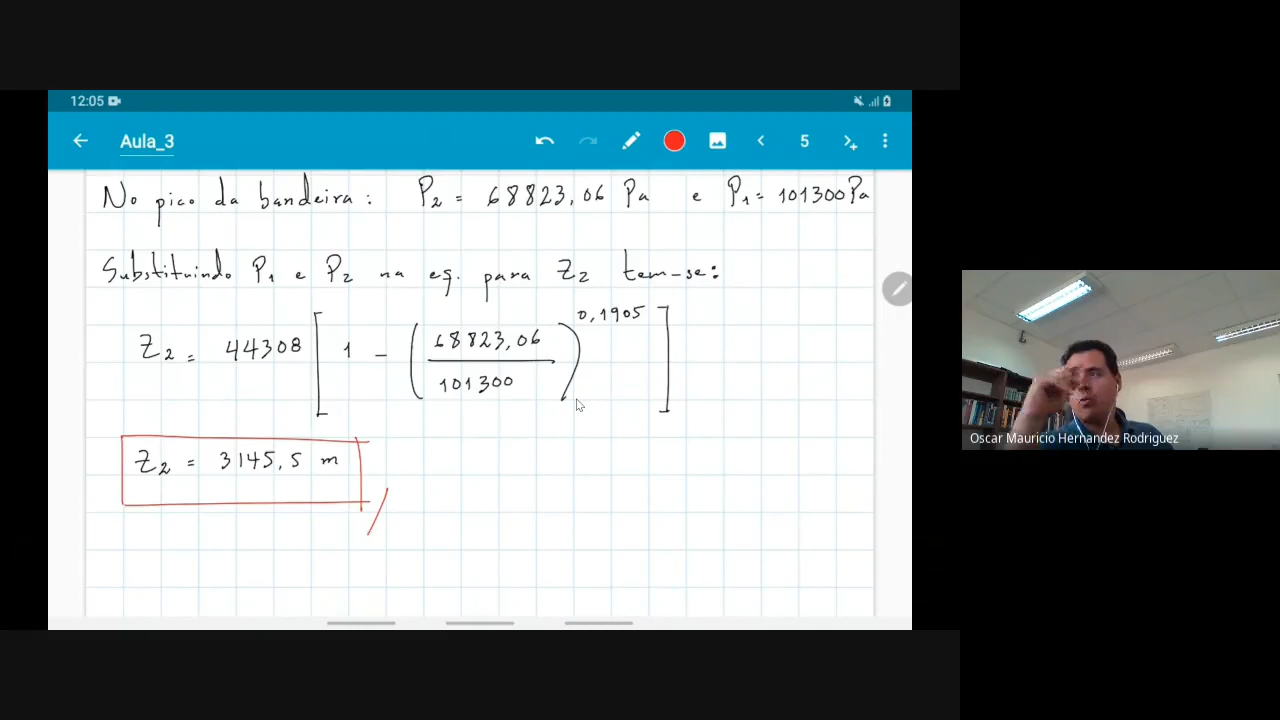 12:05
Aula_3
5
No pico da bandeira: P₂ = 68823,06 Pa e P₁ = 101300 Pa
Substituindo P₁ e P₂ na eq. para Z₂ tem-se:
Z₂ = 44308 [ 1 - ( 68823,06 / 101300 )^0,1905 ]
Z₂ = 3145,5 m
Oscar Mauricio Hernandez Rodriguez